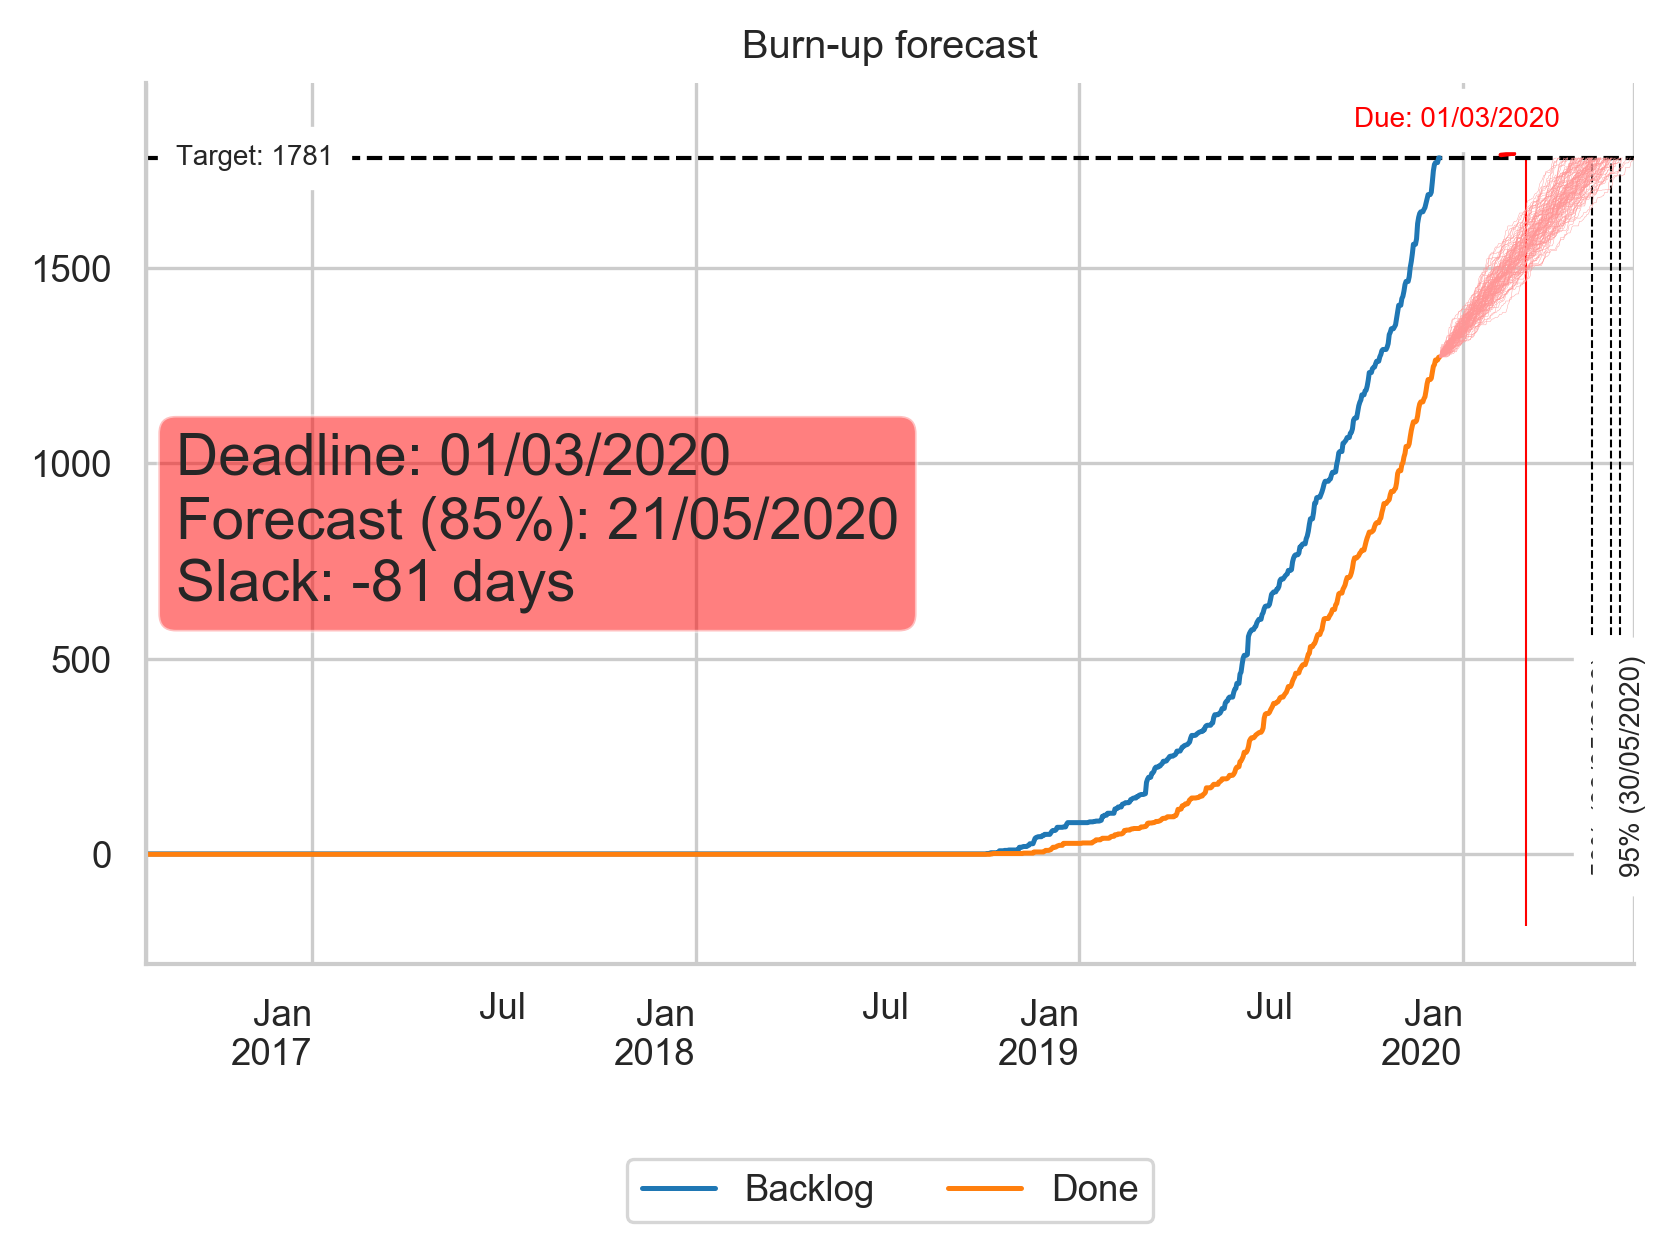 Burn-up forecast
Due: 01/03/2020
Target: 1781
1500
1000
500
0
Deadline: 01/03/2020
Forecast (85%): 21/05/2020
Slack: -81 days
95% (30/05/2020)
Jan
2017
Jul
Jan
2018
Jul
Jan
2019
Jul
Jan
2020
Backlog
Done